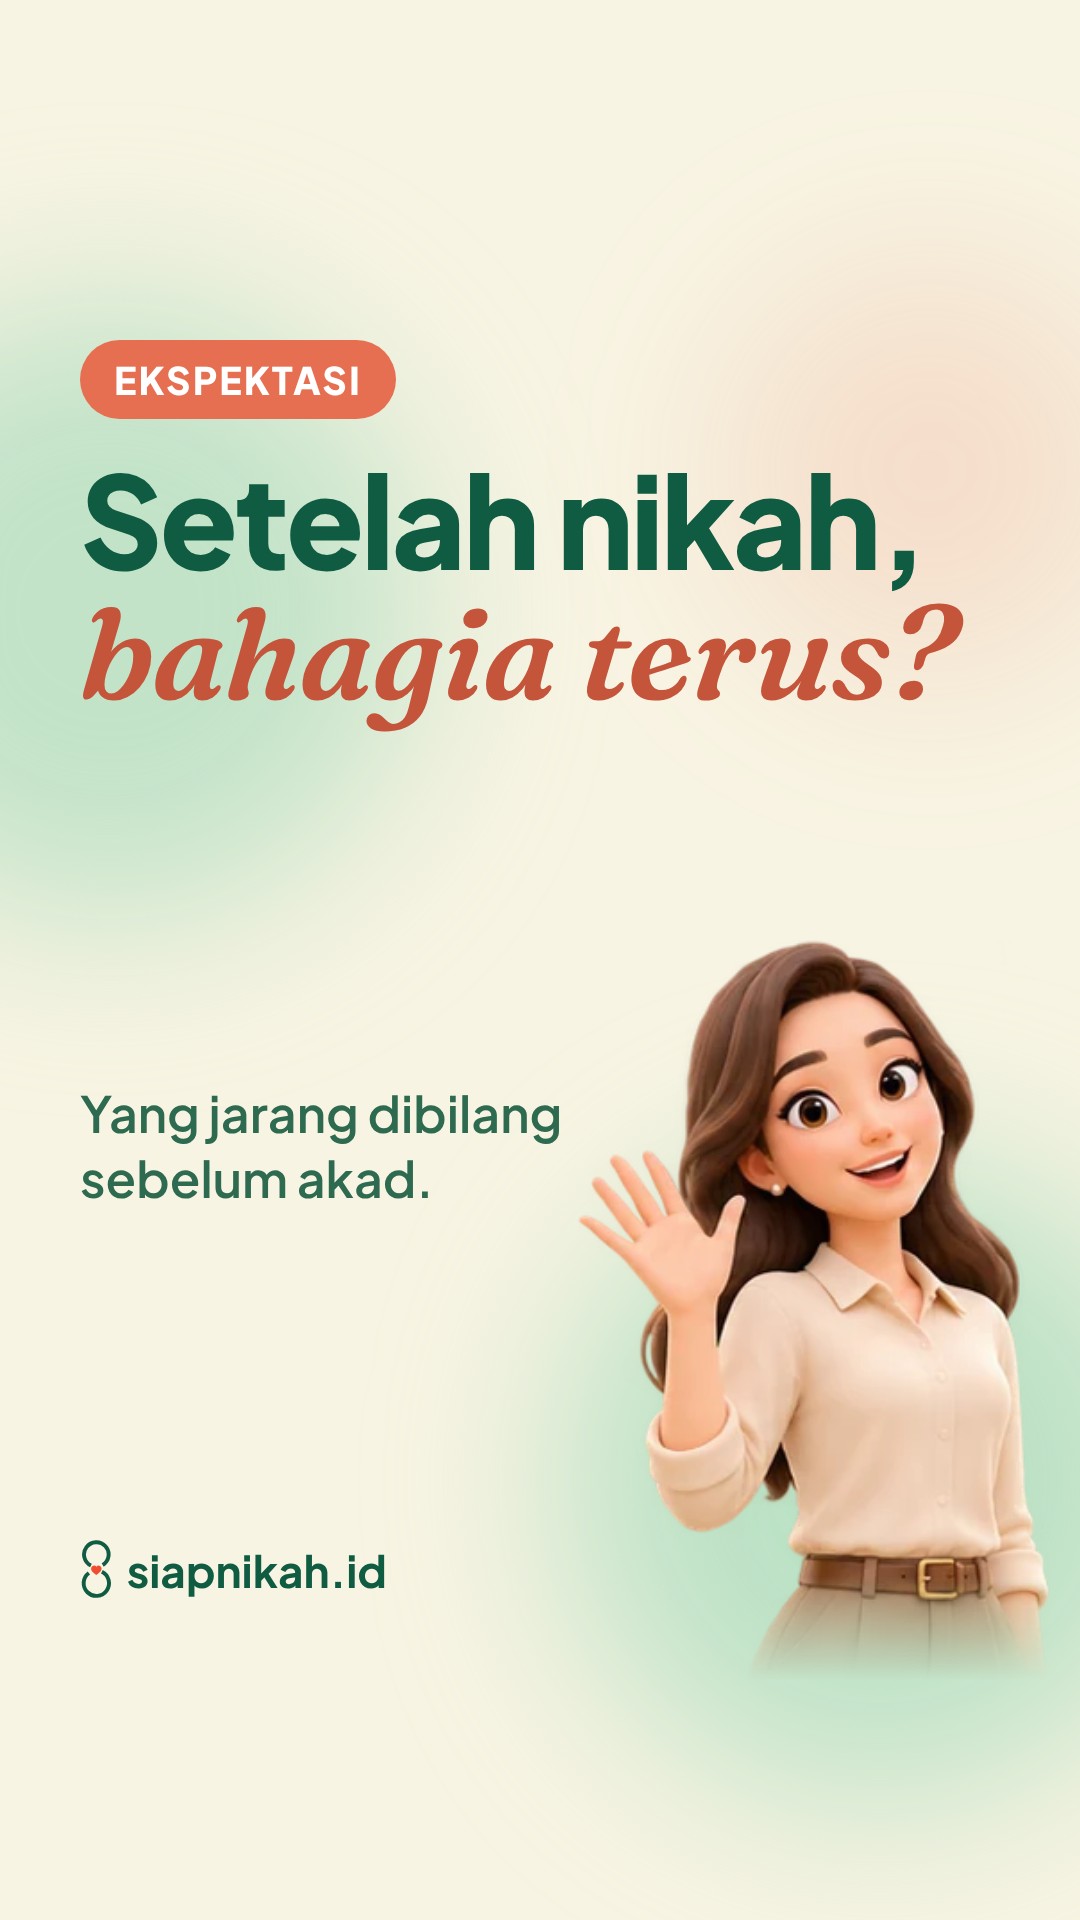 EKSPEKTASI
Setelah nikah,
bahagia terus?
Yang jarang dibilang
sebelum akad.
siapnikah.id